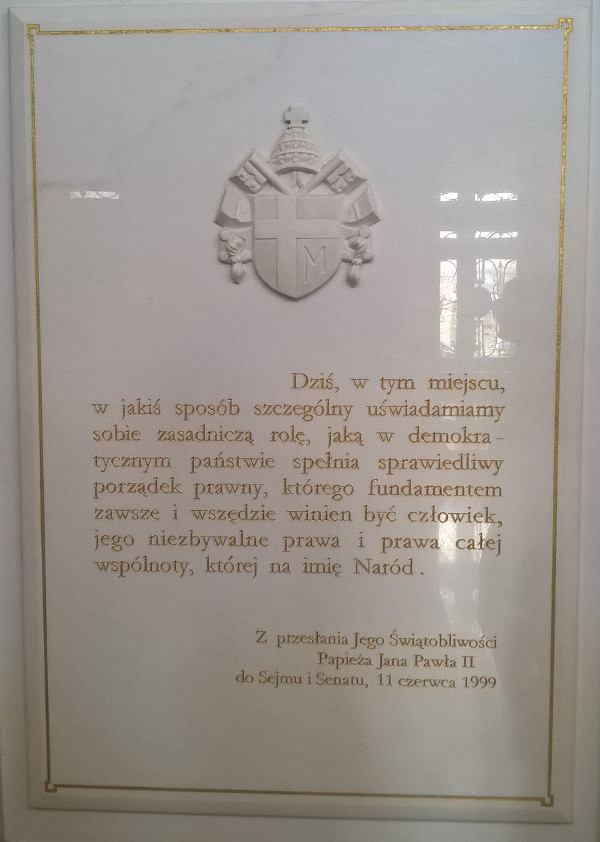 M
Dziś, w tym miejscu,
w jakiś sposób szczególny uświadamiamy
sobie zasadniczą rolę, jaką w demokra-
tycznym państwie spełnia sprawiedliwy
porządek prawny, którego fundamentem
zawsze i wszędzie winien być człowiek,
jego niezbywalne prawa i prawa całej
wspólnoty, której na imię Naród.
Z przesłania Jego Świątobliwości
Papieża Jana Pawła II
do Sejmu i Senatu, 11 czerwca 1999